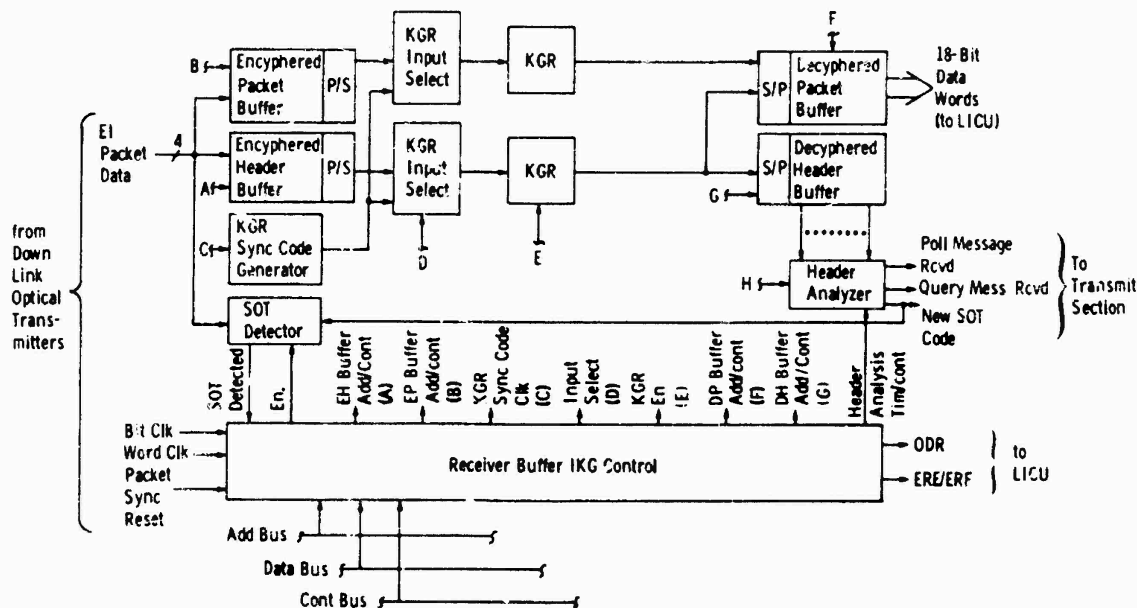 B
Encyphered
Packet
Buffer
P/S
KGR
Input
Select
KGR
F
S/P
Decyphered
Packet
Buffer
18-Bit
Data
Words
(to LICU)
EI
Packet
Data
4
Encyphered
Header
Buffer
P/S
A
KGR
Input
Select
KGR
S/P
Decyphered
Header
Buffer
G
C
KGR
Sync Code
Generator
D
E
H
Header
Analyzer
Poll Message
Rcvd
Query Mess Rcvd
New SOT
Code
To
Transmit
Section
from
Down
Link
Optical
Trans-
mitters
SOT
Detector
SOT
Detected
En.
EH Buffer
Add/Cont
(A)
EP Buffer
Add/cont
(B)
KGR
Sync Code
Clk
(C)
Input
Select
(D)
KGR
En
(E)
DP Buffer
Add/cont
(F)
DH Buffer
Add/Cont
(G)
Header
Analysis
Tim/cont
Bit Clk
Word Clk
Packet
Sync
Reset
Receiver Buffer IKG Control
ODR
ERE/ERF
to
LICU
Add Bus
Data Bus
Cont Bus